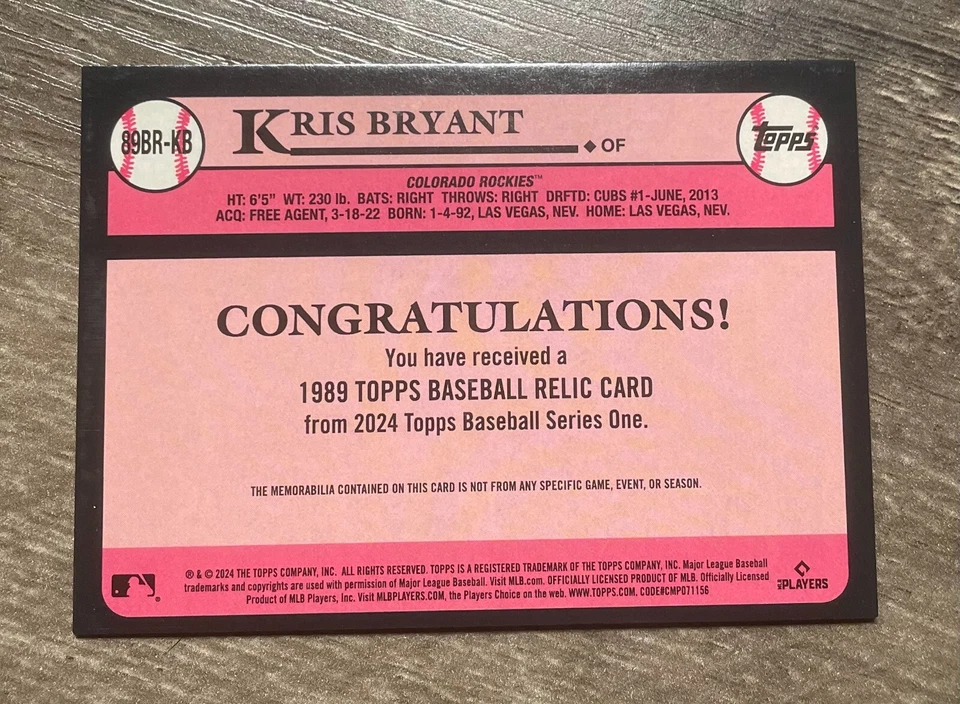 89BR-KB
KRIS BRYANT
◆ OF
Topps
COLORADO ROCKIES™
HT: 6'5" WT: 230 lb. BATS: RIGHT THROWS: RIGHT DRFTD: CUBS #1-JUNE, 2013
ACQ: FREE AGENT, 3-18-22 BORN: 1-4-92, LAS VEGAS, NEV. HOME: LAS VEGAS, NEV.
CONGRATULATIONS!
You have received a
1989 TOPPS BASEBALL RELIC CARD
from 2024 Topps Baseball Series One.
THE MEMORABILIA CONTAINED ON THIS CARD IS NOT FROM ANY SPECIFIC GAME, EVENT, OR SEASON.
® & © 2024 THE TOPPS COMPANY, INC. ALL RIGHTS RESERVED. TOPPS IS A REGISTERED TRADEMARK OF THE TOPPS COMPANY, INC. Major League Baseball
trademarks and copyrights are used with permission of Major League Baseball. Visit MLB.com. OFFICIALLY LICENSED PRODUCT OF MLB. Officially Licensed
Product of MLB Players, Inc. Visit MLBPLAYERS.COM, the Players Choice on the web. WWW.TOPPS.COM. CODE#CMP071156
MLB PLAYERS